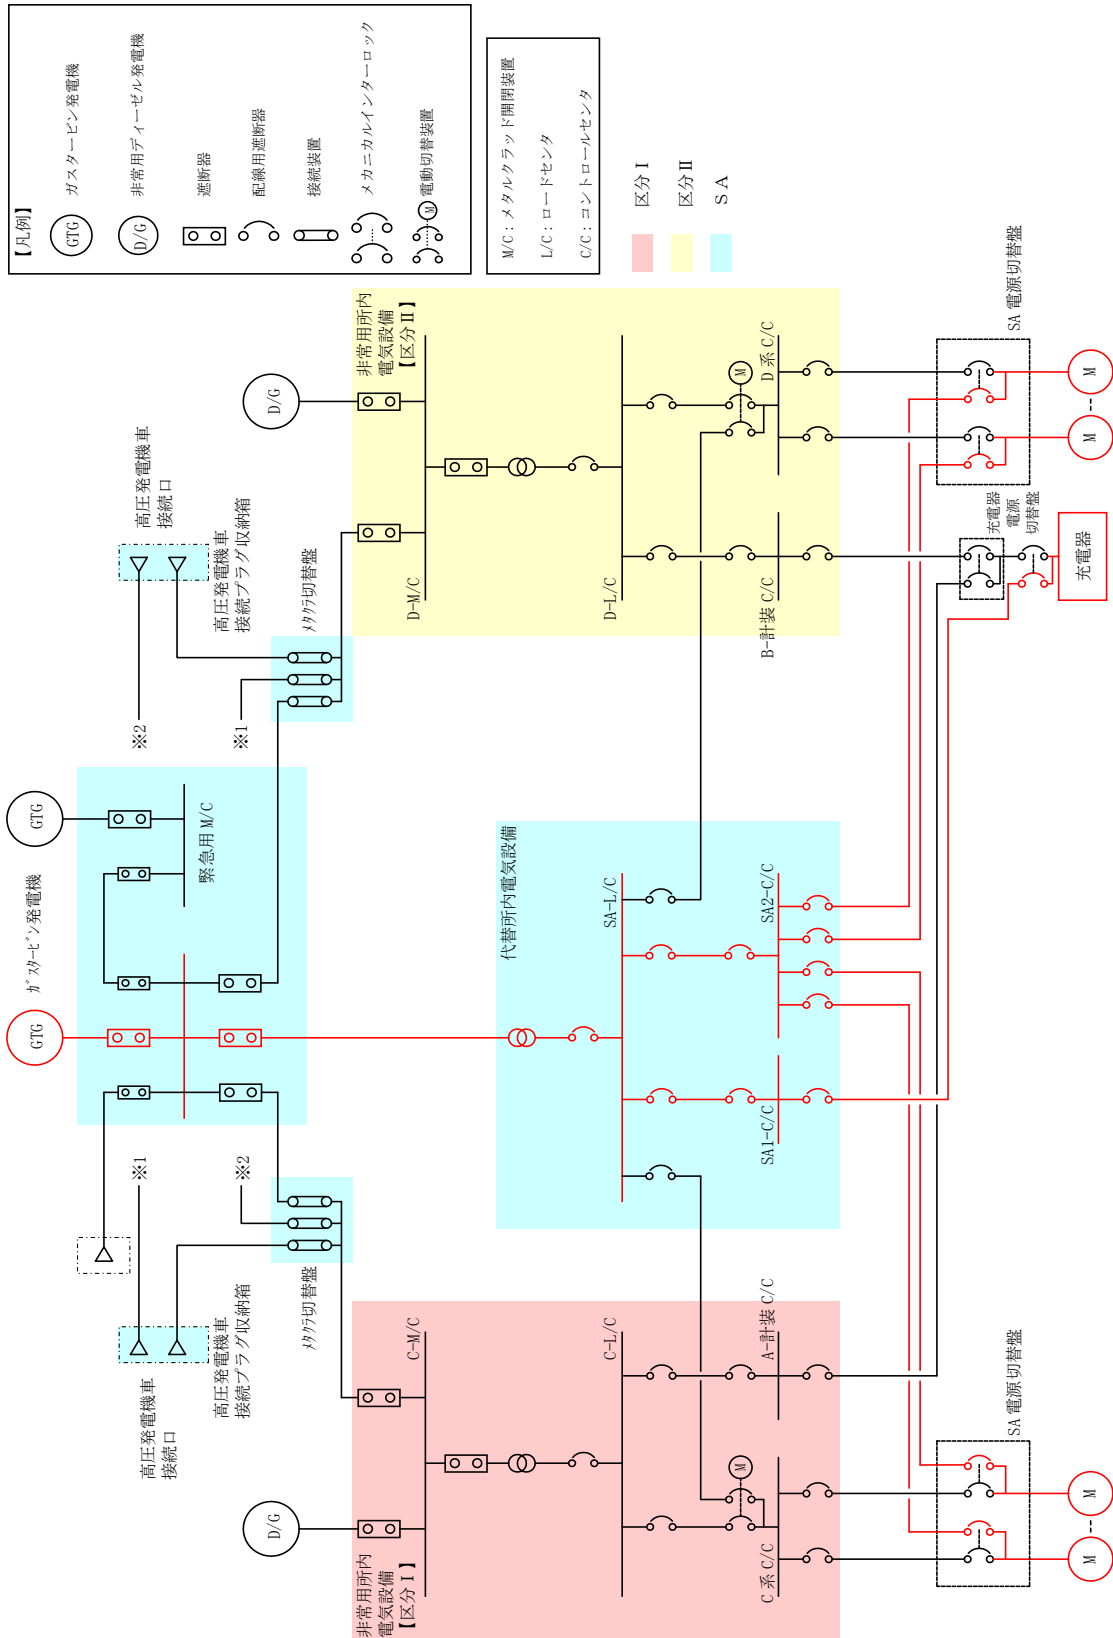 【凡例】
GTG
ガスタービン発電機
D/G
非常用ディーゼル発電機
遮断器
配線用遮断器
接続装置
メカニカルインターロック
M
電動切替装置
M/C：メタルクラッド開閉装置
L/C：ロードセンタ
C/C：コントロールセンタ
区分Ⅰ
区分Ⅱ
ＳＡ
GTG
ｶﾞｽﾀｰﾋﾞﾝ発電機
GTG
緊急用 M/C
高圧発電機車
接続口
※2
※1
高圧発電機車
接続プラグ収納箱
ﾒﾀｸﾗ切替盤
D/G
非常用所内
電気設備
【区分Ⅱ】
D-M/C
D-L/C
M
D 系 C/C
B-計装 C/C
SA 電源切替盤
M
M
充電器
電源
切替盤
充電器
代替所内電気設備
SA-L/C
SA2-C/C
SA1-C/C
※1
※2
高圧発電機車
接続口
高圧発電機車
接続プラグ収納箱
ﾒﾀｸﾗ切替盤
D/G
非常用所内
電気設備
【区分Ⅰ】
C-M/C
C-L/C
M
A-計装 C/C
C 系 C/C
SA 電源切替盤
M
M